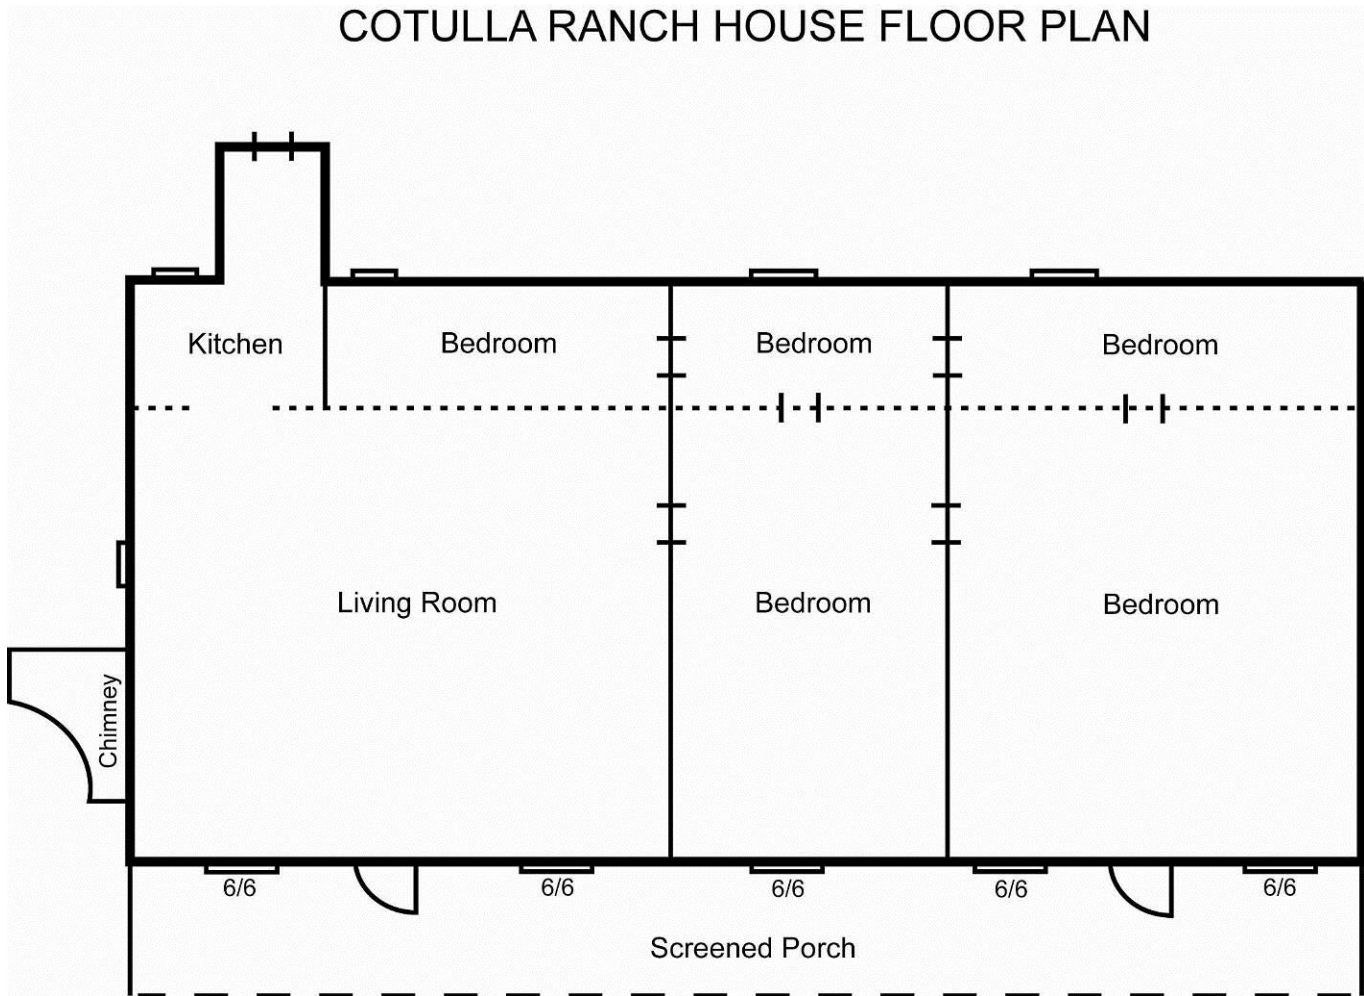 COTULLA RANCH HOUSE FLOOR PLAN
Kitchen
Bedroom
Bedroom
Bedroom
Living Room
Bedroom
Bedroom
Chimney
6/6
6/6
6/6
6/6
6/6
Screened Porch